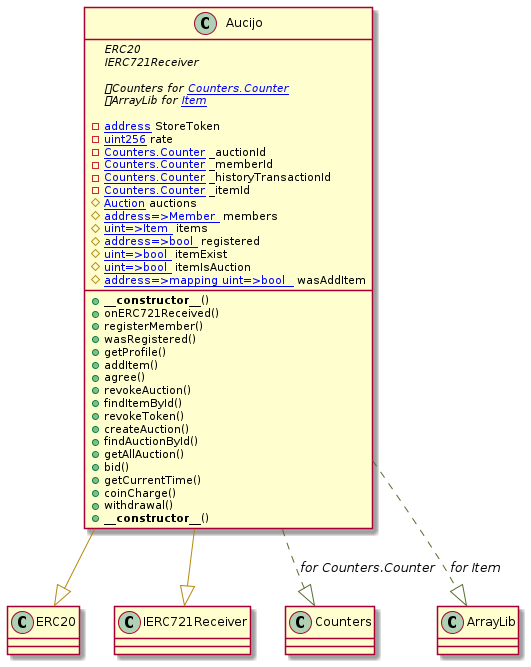 C Aucijo
ERC20
IERC721Receiver
Counters for Counters.Counter
ArrayLib for Item
address StoreToken
uint256 rate
Counters.Counter _auctionId
Counters.Counter _memberId
Counters.Counter _historyTransactionId
Counters.Counter _itemId
Auction auctions
address=>Member members
uint=>Item items
address=>bool registered
uint=>bool itemExist
uint=>bool itemIsAuction
address=>mapping uint=>bool wasAddItem
__constructor__()
onERC721Received()
registerMember()
wasRegistered()
getProfile()
addItem()
agree()
revokeAuction()
findItemById()
revokeToken()
createAuction()
findAuctionById()
getAllAuction()
bid()
getCurrentTime()
coinCharge()
withdrawal()
__constructor__()
for Counters.Counter
for Item
C ERC20
C IERC721Receiver
C Counters
C ArrayLib